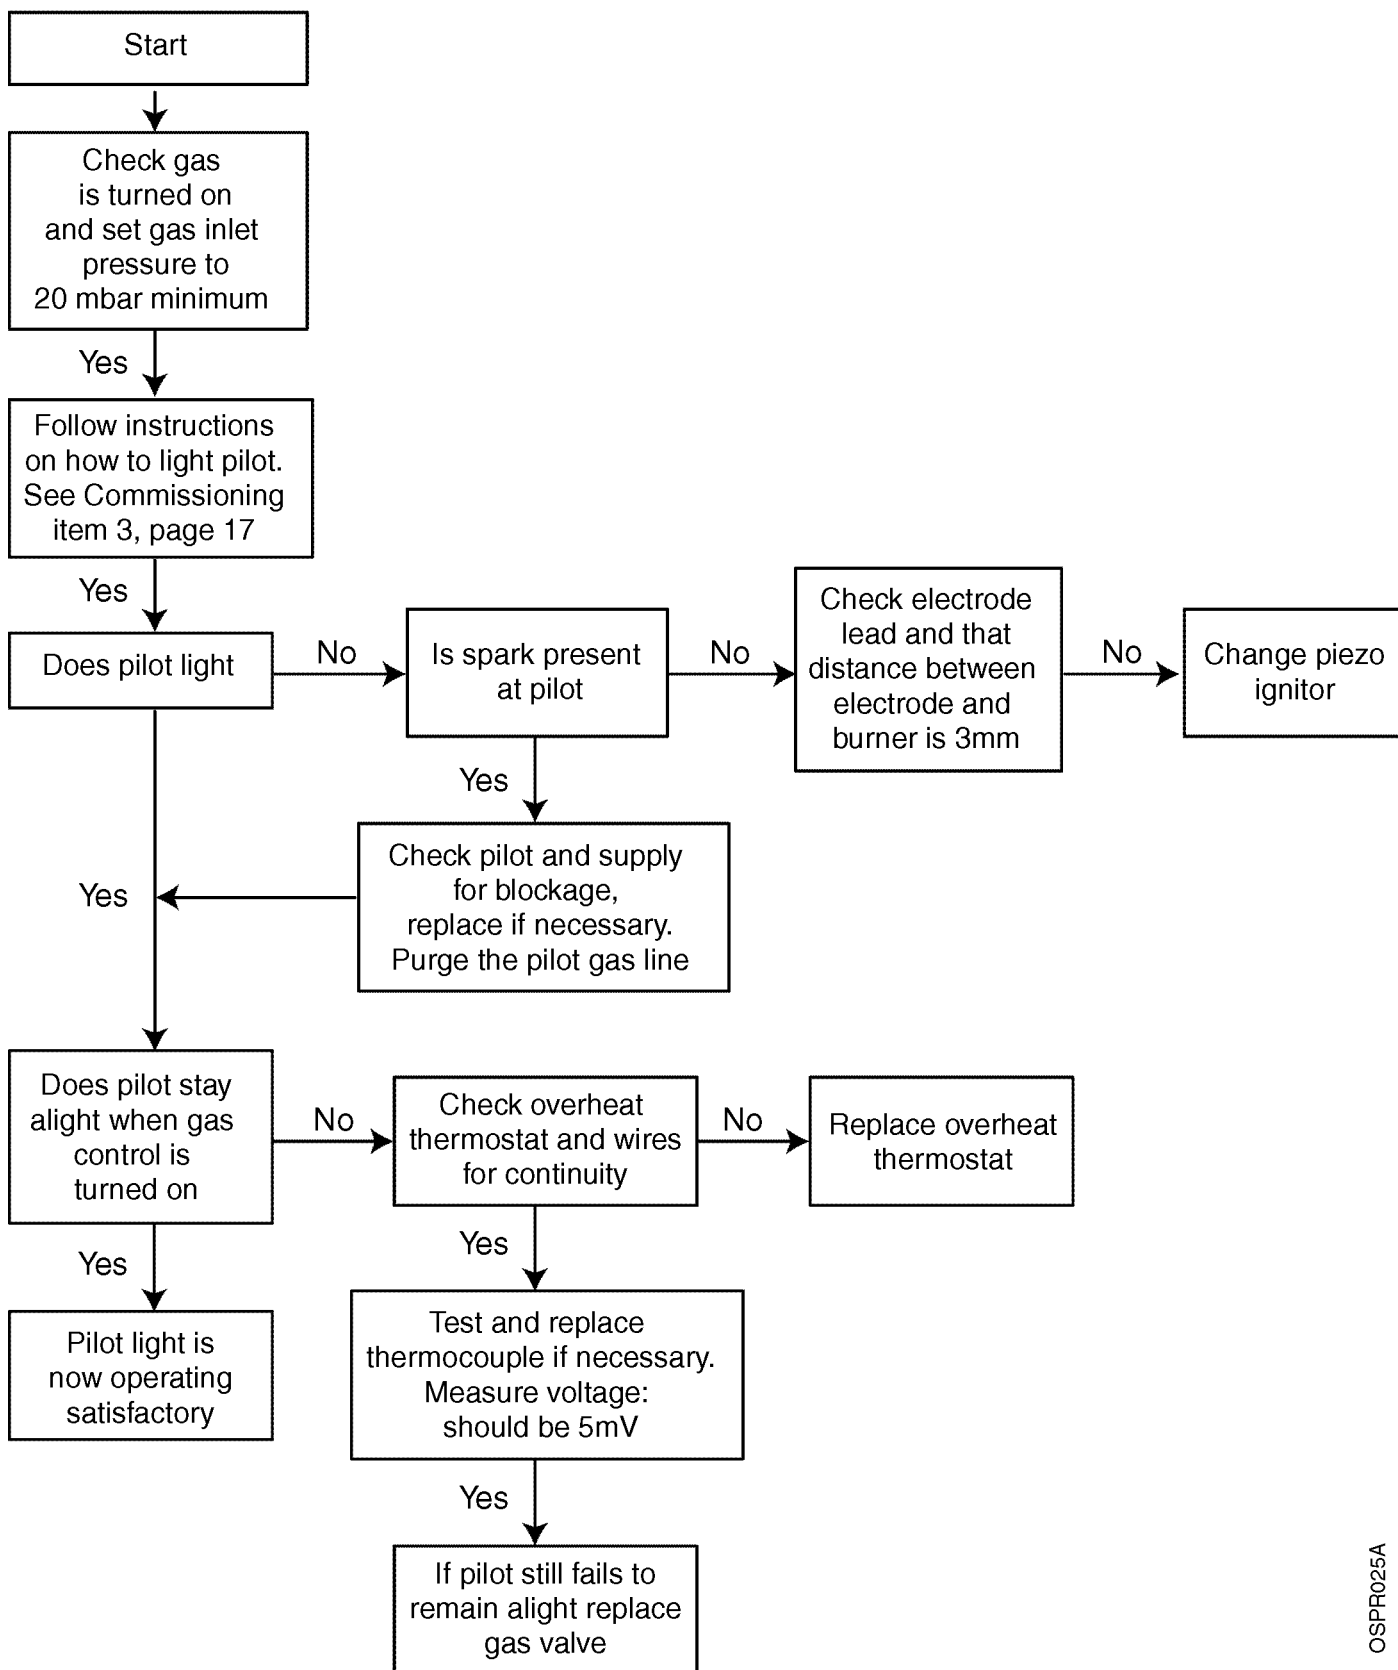 Start
Check gas
is turned on
and set gas inlet
pressure to
20 mbar minimum
Yes
Follow instructions
on how to light pilot.
See Commissioning
item 3, page 17
Yes
Does pilot light
No
Is spark present
at pilot
No
Check electrode
lead and that
distance between
electrode and
burner is 3mm
No
Change piezo
ignitor
Yes
Check pilot and supply
for blockage,
replace if necessary.
Purge the pilot gas line
Yes
Does pilot stay
alight when gas
control is
turned on
No
Check overheat
thermostat and wires
for continuity
No
Replace overheat
thermostat
Yes
Pilot light is
now operating
satisfactory
Yes
Test and replace
thermocouple if necessary.
Measure voltage:
should be 5mV
Yes
If pilot still fails to
remain alight replace
gas valve
OSPR025A